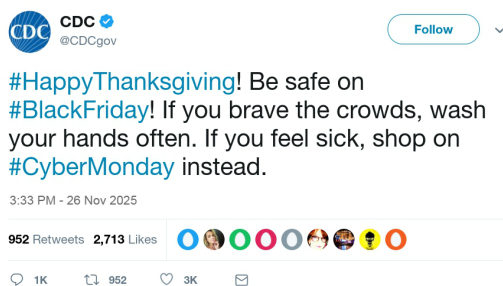 CDC
CDC
Follow
@CDCgov
#HappyThanksgiving! Be safe on
#BlackFriday! If you brave the crowds, wash
your hands often. If you feel sick, shop on
#CyberMonday instead.
3:33 PM - 26 Nov 2025
952 Retweets 2,713 Likes
1K 952 3K